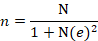 n = N / 1 + N(e)²